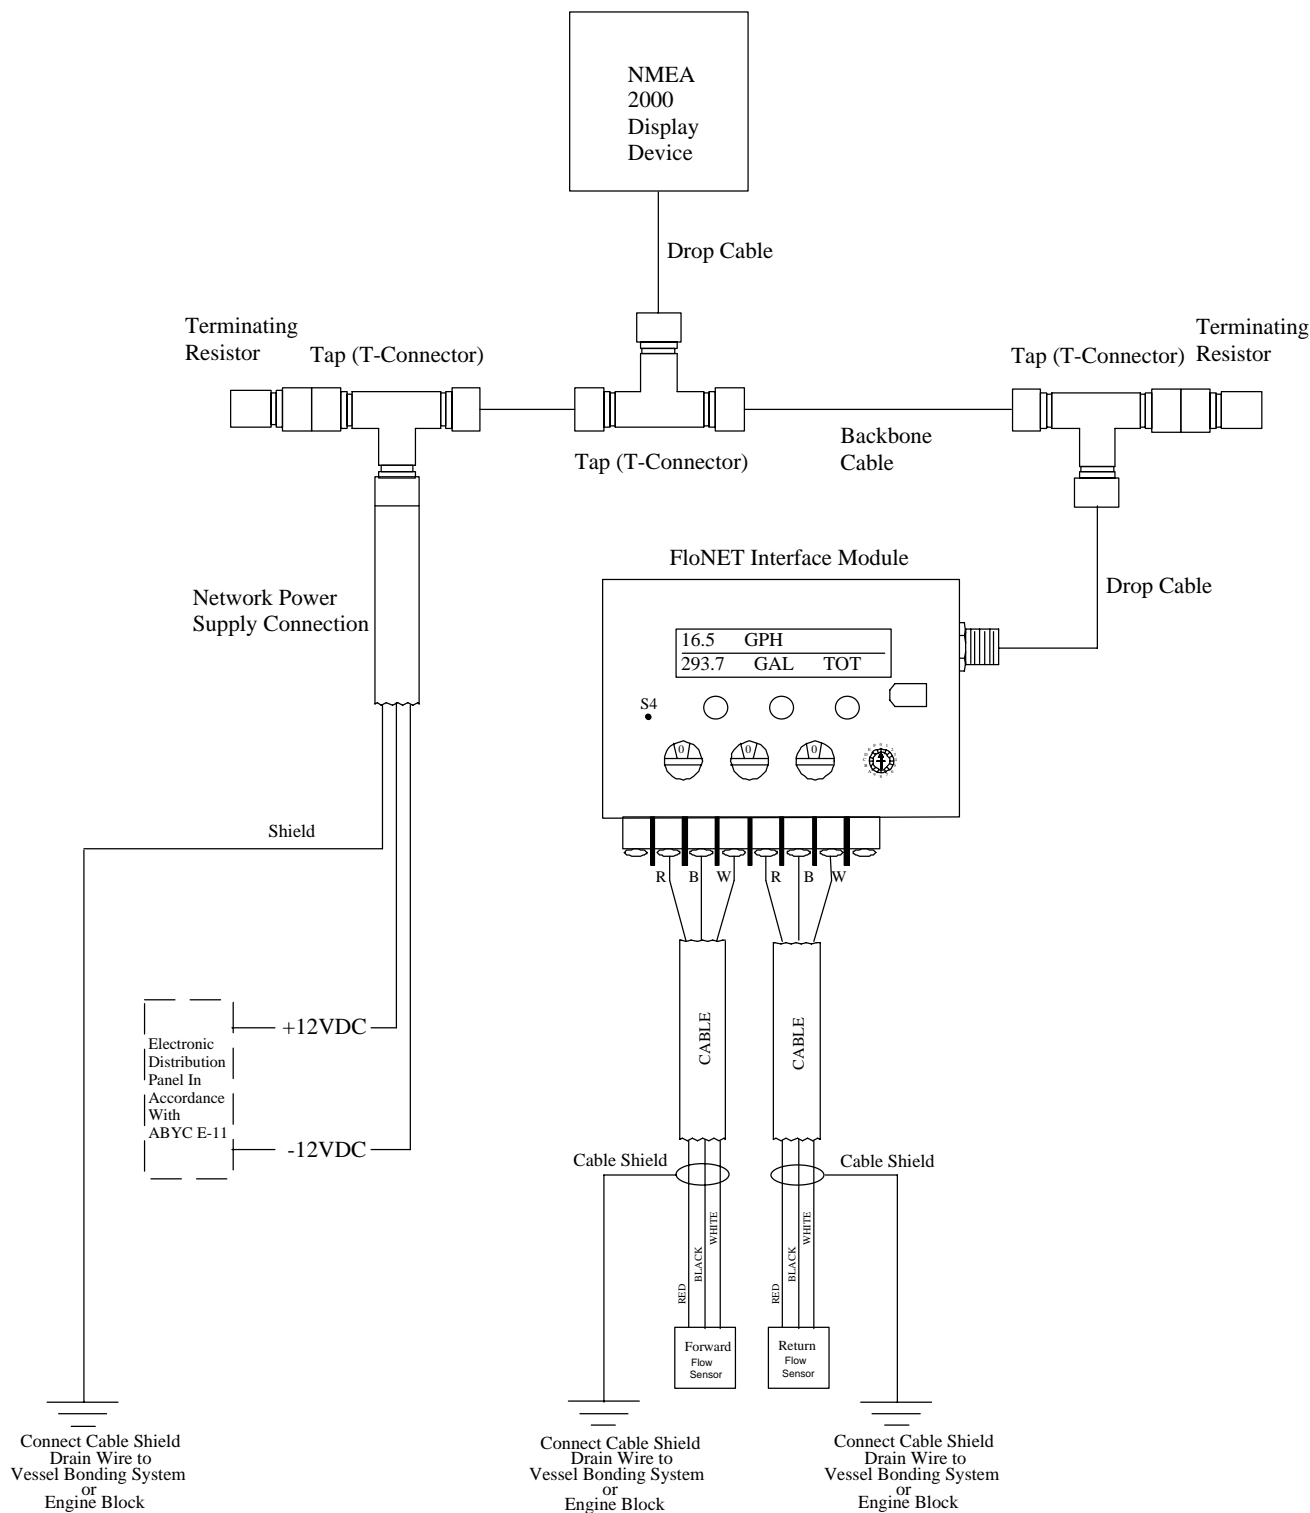 NMEA
2000
Display
Device
Drop Cable
Terminating
Resistor
Tap (T-Connector)
Tap (T-Connector)
Backbone
Cable
Tap (T-Connector)
Terminating
Resistor
Network Power
Supply Connection
FloNET Interface Module
Drop Cable
16.5 GPH
293.7 GAL TOT
S4
0
0
0
Shield
R B W R B W
+12VDC
Electronic
Distribution
Panel In
Accordance
With
ABYC E-11
-12VDC
CABLE
CABLE
Cable Shield
Cable Shield
RED
BLACK
WHITE
RED
BLACK
WHITE
Forward
Flow
Sensor
Return
Flow
Sensor
Connect Cable Shield
Drain Wire to
Vessel Bonding System
or
Engine Block
Connect Cable Shield
Drain Wire to
Vessel Bonding System
or
Engine Block
Connect Cable Shield
Drain Wire to
Vessel Bonding System
or
Engine Block